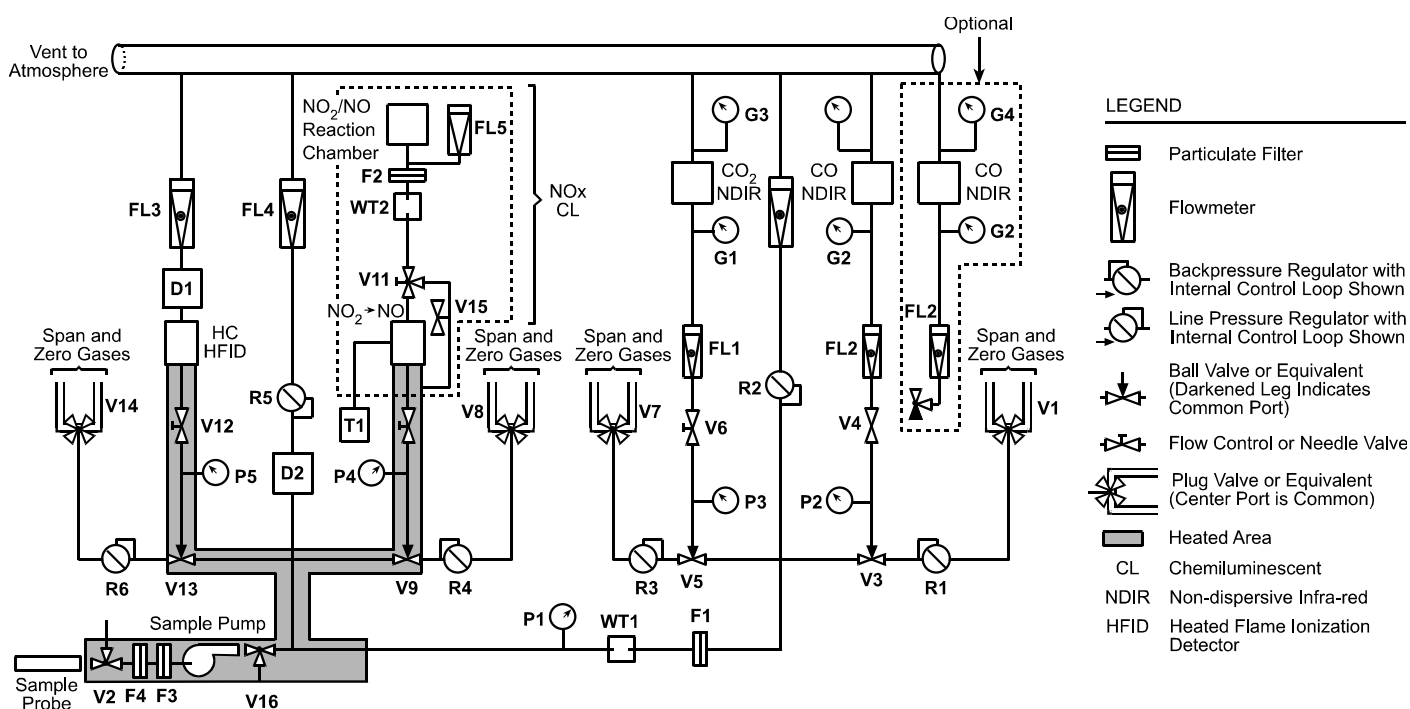 Optional
Vent to
Atmosphere
NO2/NO
Reaction
Chamber
FL5
G3
G4
F2
CO2
NDIR
CO
NDIR
CO
NDIR
FL3
FL4
WT2
NOx
CL
G1
G2
G2
D1
V11
V15
NO2→NO
FL2
Span and
Zero Gases
HC
HFID
Span and
Zero Gases
Span and
Zero Gases
FL1
FL2
Span and
Zero Gases
R5
R2
V14
V12
T1
V8
V7
V6
V4
V1
P5
D2
P4
P3
P2
R6
V13
V9
R4
R3
V5
V3
R1
Sample Pump
P1
WT1
F1
Sample
Probe
V2
F4
F3
V16
LEGEND
Particulate Filter
Flowmeter
Backpressure Regulator with
Internal Control Loop Shown
Line Pressure Regulator with
Internal Control Loop Shown
Ball Valve or Equivalent
(Darkened Leg Indicates
Common Port)
Flow Control or Needle Valve
Plug Valve or Equivalent
(Center Port is Common)
Heated Area
CL Chemiluminescent
NDIR Non-dispersive Infra-red
HFID Heated Flame Ionization
Detector